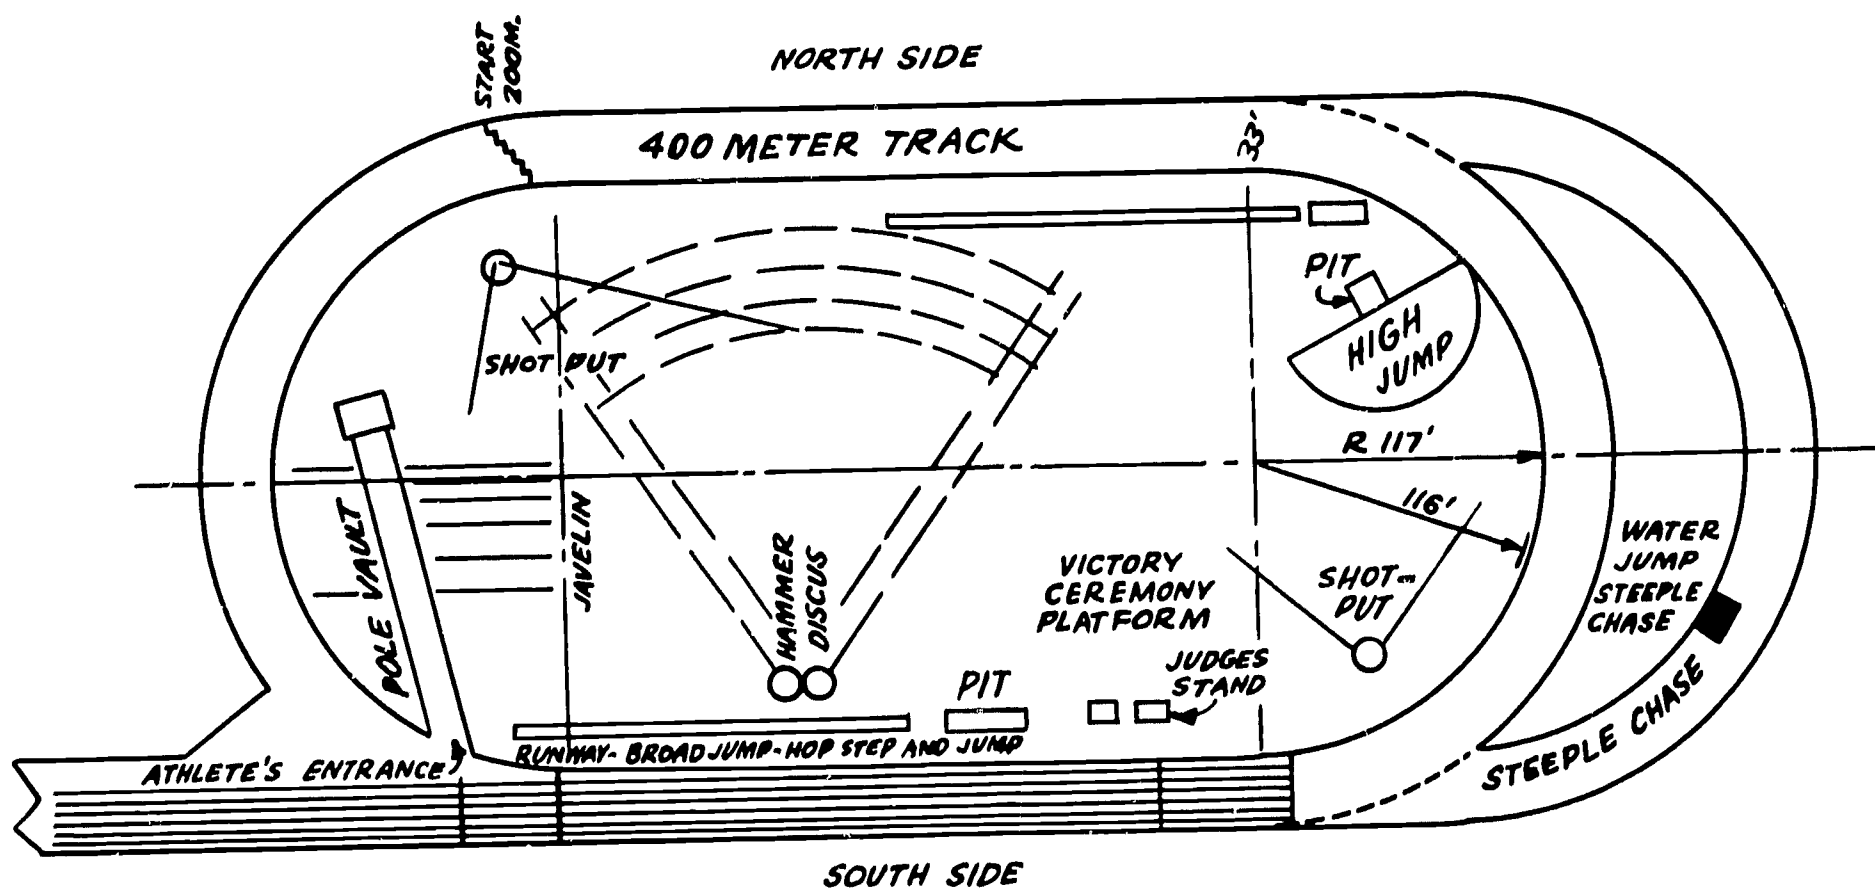 START
200M.
NORTH SIDE
400 METER TRACK
33'
PIT
HIGH
JUMP
SHOT PUT
R 117'
116'
JAVELIN
POLE VAULT
HAMMER
DISCUS
VICTORY
CEREMONY
PLATFORM
SHOT-
PUT
WATER
JUMP
STEEPLE
CHASE
JUDGES
STAND
PIT
STEEPLE CHASE
RUNWAY- BROAD JUMP-HOP STEP AND JUMP
ATHLETE'S ENTRANCE
SOUTH SIDE